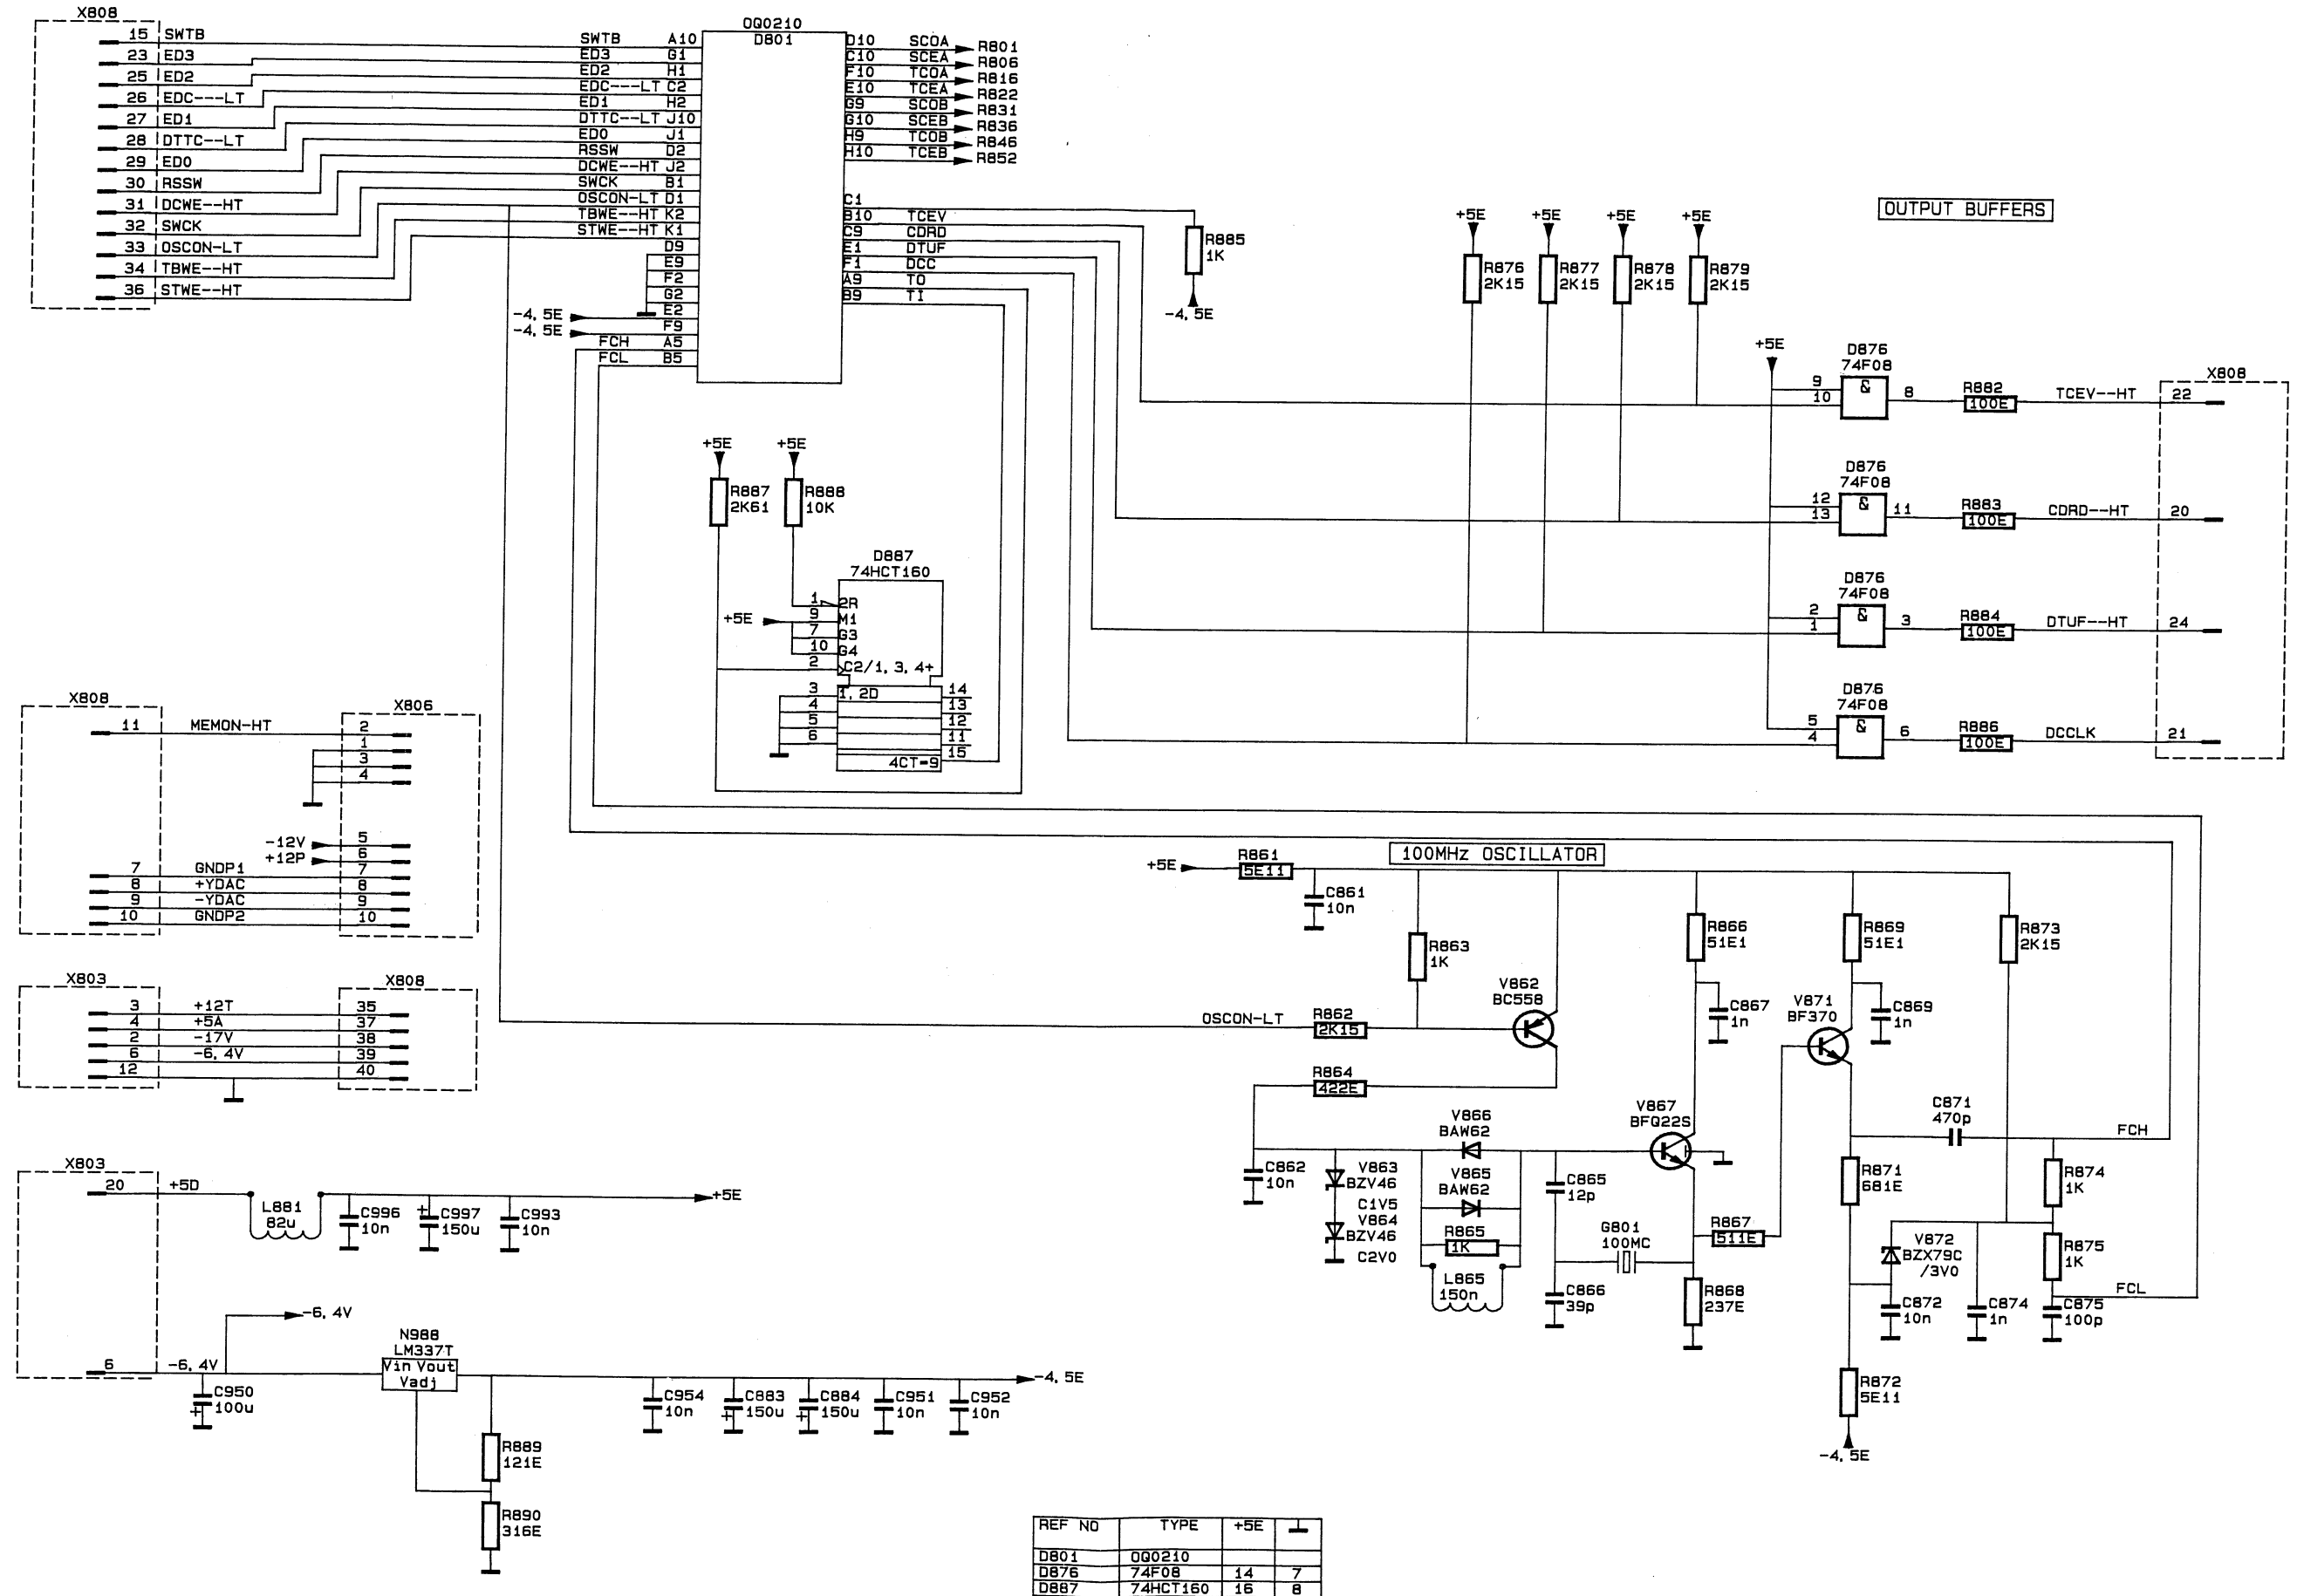 X808
15 SWTB
23 ED3
25 ED2
26 EDC---LT
27 ED1
28 DTTC--LT
29 ED0
30 RSSW
31 DCWE--HT
32 SWCK
33 OSCON-LT
34 TBWE--HT
36 STWE--HT
OQ0210
D801
SWTB A10
ED3 G1
ED2 H1
EDC---LT C2
ED1 H2
DTTC--LT J10
ED0 J1
RSSW D2
DCWE--HT J2
SWCK B1
OSCON-LT D1
TBWE--HT K2
STWE--HT K1
D9
E9
F2
G2
-4,5E E2
-4,5E F9
FCH A5
FCL B5
D10 SCOA R801
C10 SCEA R806
F10 TCOA R816
E10 TCEA R822
G9 SCOB R831
G10 SCEB R836
H9 TCOB R846
H10 TCEB R852
C1
B10 TCEV
C9 CDRD
E1 DTUF
F1 DCC
A9 TO
B9 TI
R885
1K
-4,5E
OUTPUT BUFFERS
+5E +5E +5E +5E
R876 R877 R878 R879
2K15 2K15 2K15 2K15
+5E
D876
74F08
9 & 8
10
R882
100E
TCEV--HT 22
X808
D876
74F08
12 & 11
13
R883
100E
CDRD--HT 20
D876
74F08
2 & 3
1
R884
100E
DTUF--HT 24
D876
74F08
5 & 6
4
R886
100E
DCCLK 21
+5E +5E
R887 R888
2K61 10K
D887
74HCT160
1 2R
+5E 9 M1
7 G3
10 G4
2 C2/1,3,4+
3 1,2D 14
4 13
5 12
6 11
4CT=9 15
X808 X806
11 MEMON-HT 2
1
3
4
-12V 5
+12P 6
7 GNDP1 7
8 +YDAC 8
9 -YDAC 9
10 GNDP2 10
X803 X808
3 +12T 35
4 +5A 37
2 -17V 38
6 -6,4V 39
12 40
X803
20 +5D
L881
82u
C996
10n
C997
150u
+
C993
10n
+5E
-6,4V
6 -6,4V
C950
100u
+
N988
LM337T
Vin Vout
Vadj
R889
121E
R890
316E
C954
10n
C883
150u
+
C884
150u
+
C951
10n
C952
10n
-4,5E
100MHz OSCILLATOR
+5E
R861
5E11
C861
10n
R863
1K
V862
BC558
OSCON-LT
R862
2K15
R864
422E
R866
51E1
C867
1n
R869
51E1
C869
1n
V871
BF370
R873
2K15
C862
10n
V863
BZV46
C1V5
V864
BZV46
C2V0
V866
BAW62
V865
BAW62
R865
1K
L865
150n
C865
12p
C866
39p
V867
BFQ22S
G801
100MC
R867
511E
R868
237E
C871
470p
FCH
R871
681E
R874
1K
V872
BZX79C
/3V0
R875
1K
FCL
C872
10n
C874
1n
C875
100p
R872
5E11
-4,5E
REF NO TYPE +5E
D801 OQ0210
D876 74F08 14 7
D887 74HCT160 16 8